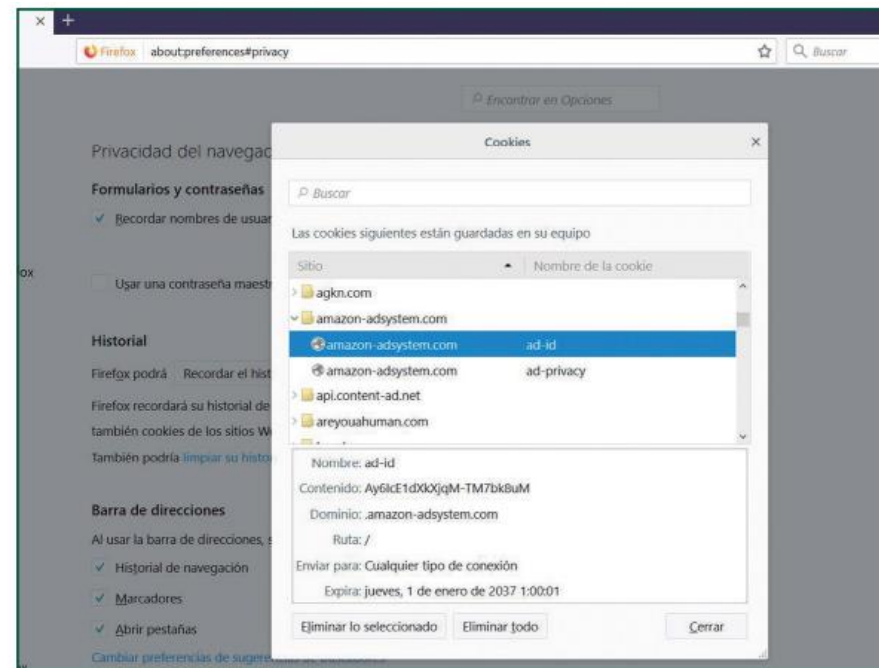 Firefox about:preferences#privacy
Buscar
Encontrar en Opciones
Cookies
Privacidad del navegac
Buscar
Formularios y contraseñas
Recordar nombres de usuar
Las cookies siguientes están guardadas en su equipo
Sitio Nombre de la cookie
ox
Usar una contraseña maestr
agkn.com
amazon-adsystem.com
Historial
amazon-adsystem.com ad-id
Firefox podrá Recordar el hist
amazon-adsystem.com ad-privacy
api.content-ad.net
Firefox recordará su historial de
areyouahuman.com
también cookies de los sitios W
También podría limpiar su histo
Nombre: ad-id
Contenido: Ay6IcE1dXkXjqM-TM7bk8uM
Barra de direcciones
Dominio: .amazon-adsystem.com
Al usar la barra de direcciones, s
Ruta: /
Historial de navegación
Enviar para: Cualquier tipo de conexión
Marcadores
Expira: jueves, 1 de enero de 2037 1:00:01
Abrir pestañas
Eliminar lo seleccionado Eliminar todo Cerrar
Cambiar preferencias de sugere